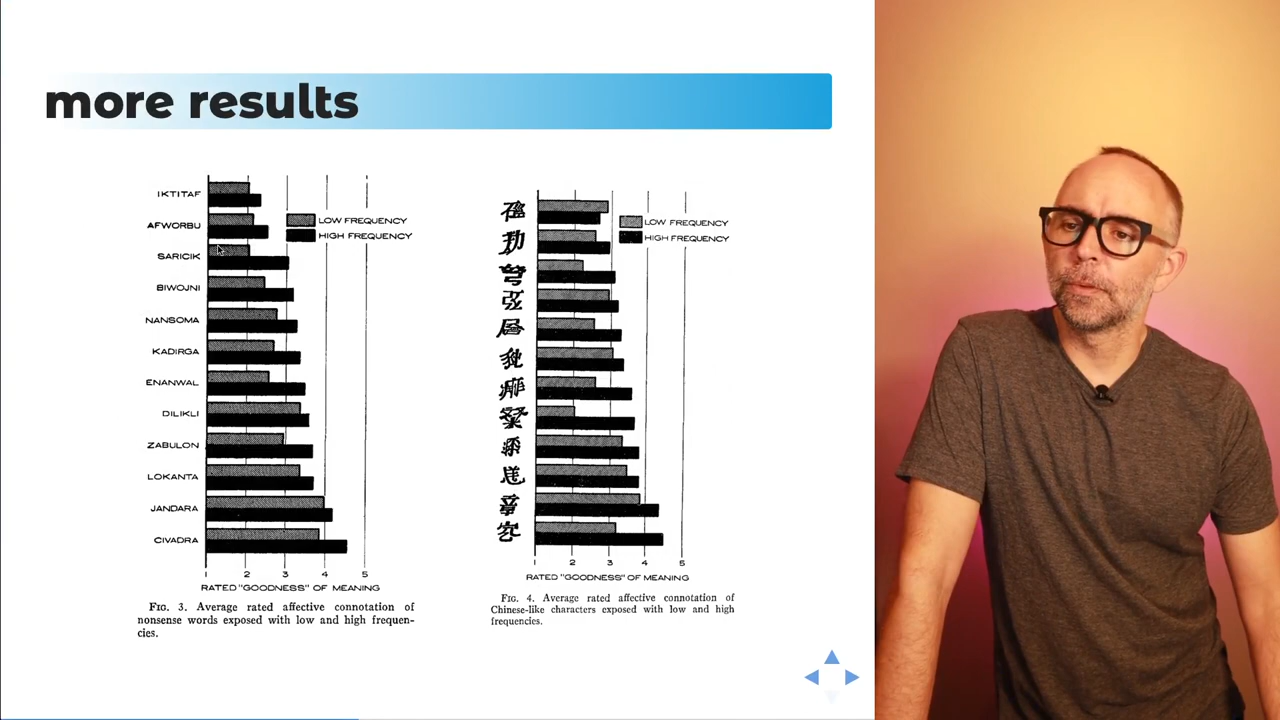 more results
IKTITAF
AFWORBU
SARICIK
BIWOJNI
NANSOMA
KADIRGA
ENANWAL
DILIKLI
ZABULON
LOKANTA
JANDARA
CIVADRA
LOW FREQUENCY
HIGH FREQUENCY
1 2 3 4 5
RATED "GOODNESS" OF MEANING
FIG. 3. Average rated affective connotation of
nonsense words exposed with low and high frequen-
cies.
LOW FREQUENCY
HIGH FREQUENCY
1 2 3 4 5
RATED "GOODNESS" OF MEANING
FIG. 4. Average rated affective connotation of
Chinese-like characters exposed with low and high
frequencies.